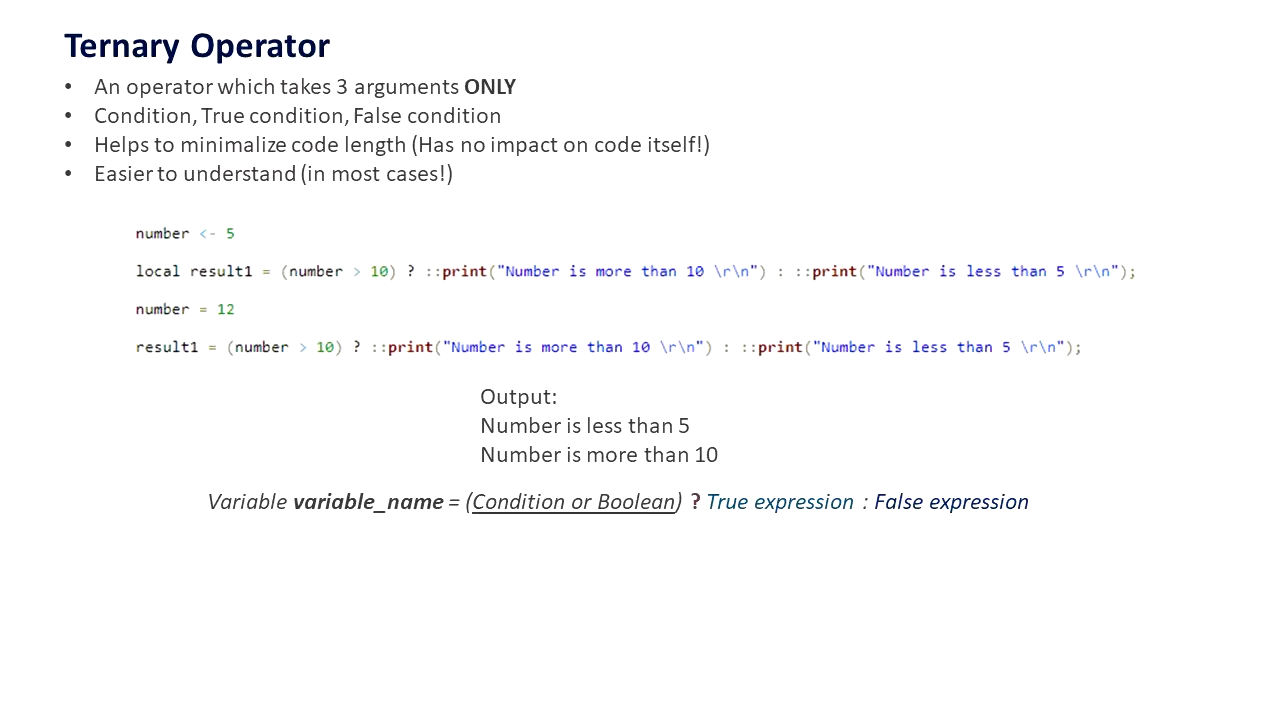 Ternary Operator
• An operator which takes 3 arguments ONLY
• Condition, True condition, False condition
• Helps to minimalize code length (Has no impact on code itself!)
• Easier to understand (in most cases!)
number <- 5
local result1 = (number > 10) ? ::print("Number is more than 10 \r\n") : ::print("Number is less than 5 \r\n");
number = 12
result1 = (number > 10) ? ::print("Number is more than 10 \r\n") : ::print("Number is less than 5 \r\n");
Output:
Number is less than 5
Number is more than 10
Variable variable_name = (Condition or Boolean) ? True expression : False expression